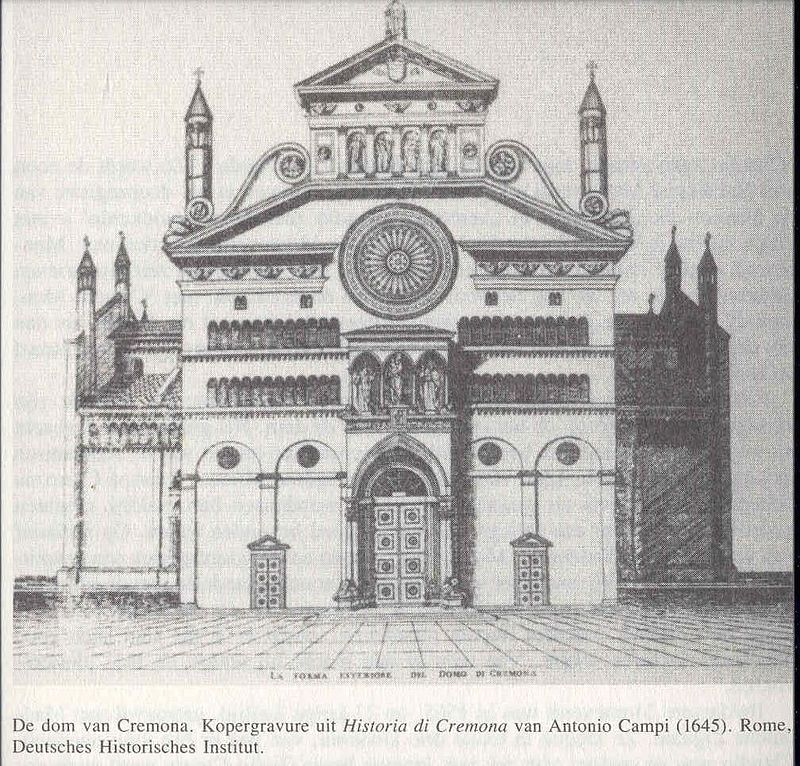 LA FORMA ESTERIORE DEL DOMO DI CREMONA
De dom van Cremona. Kopergravure uit Historia di Cremona van Antonio Campi (1645). Rome,
Deutsches Historisches Institut.